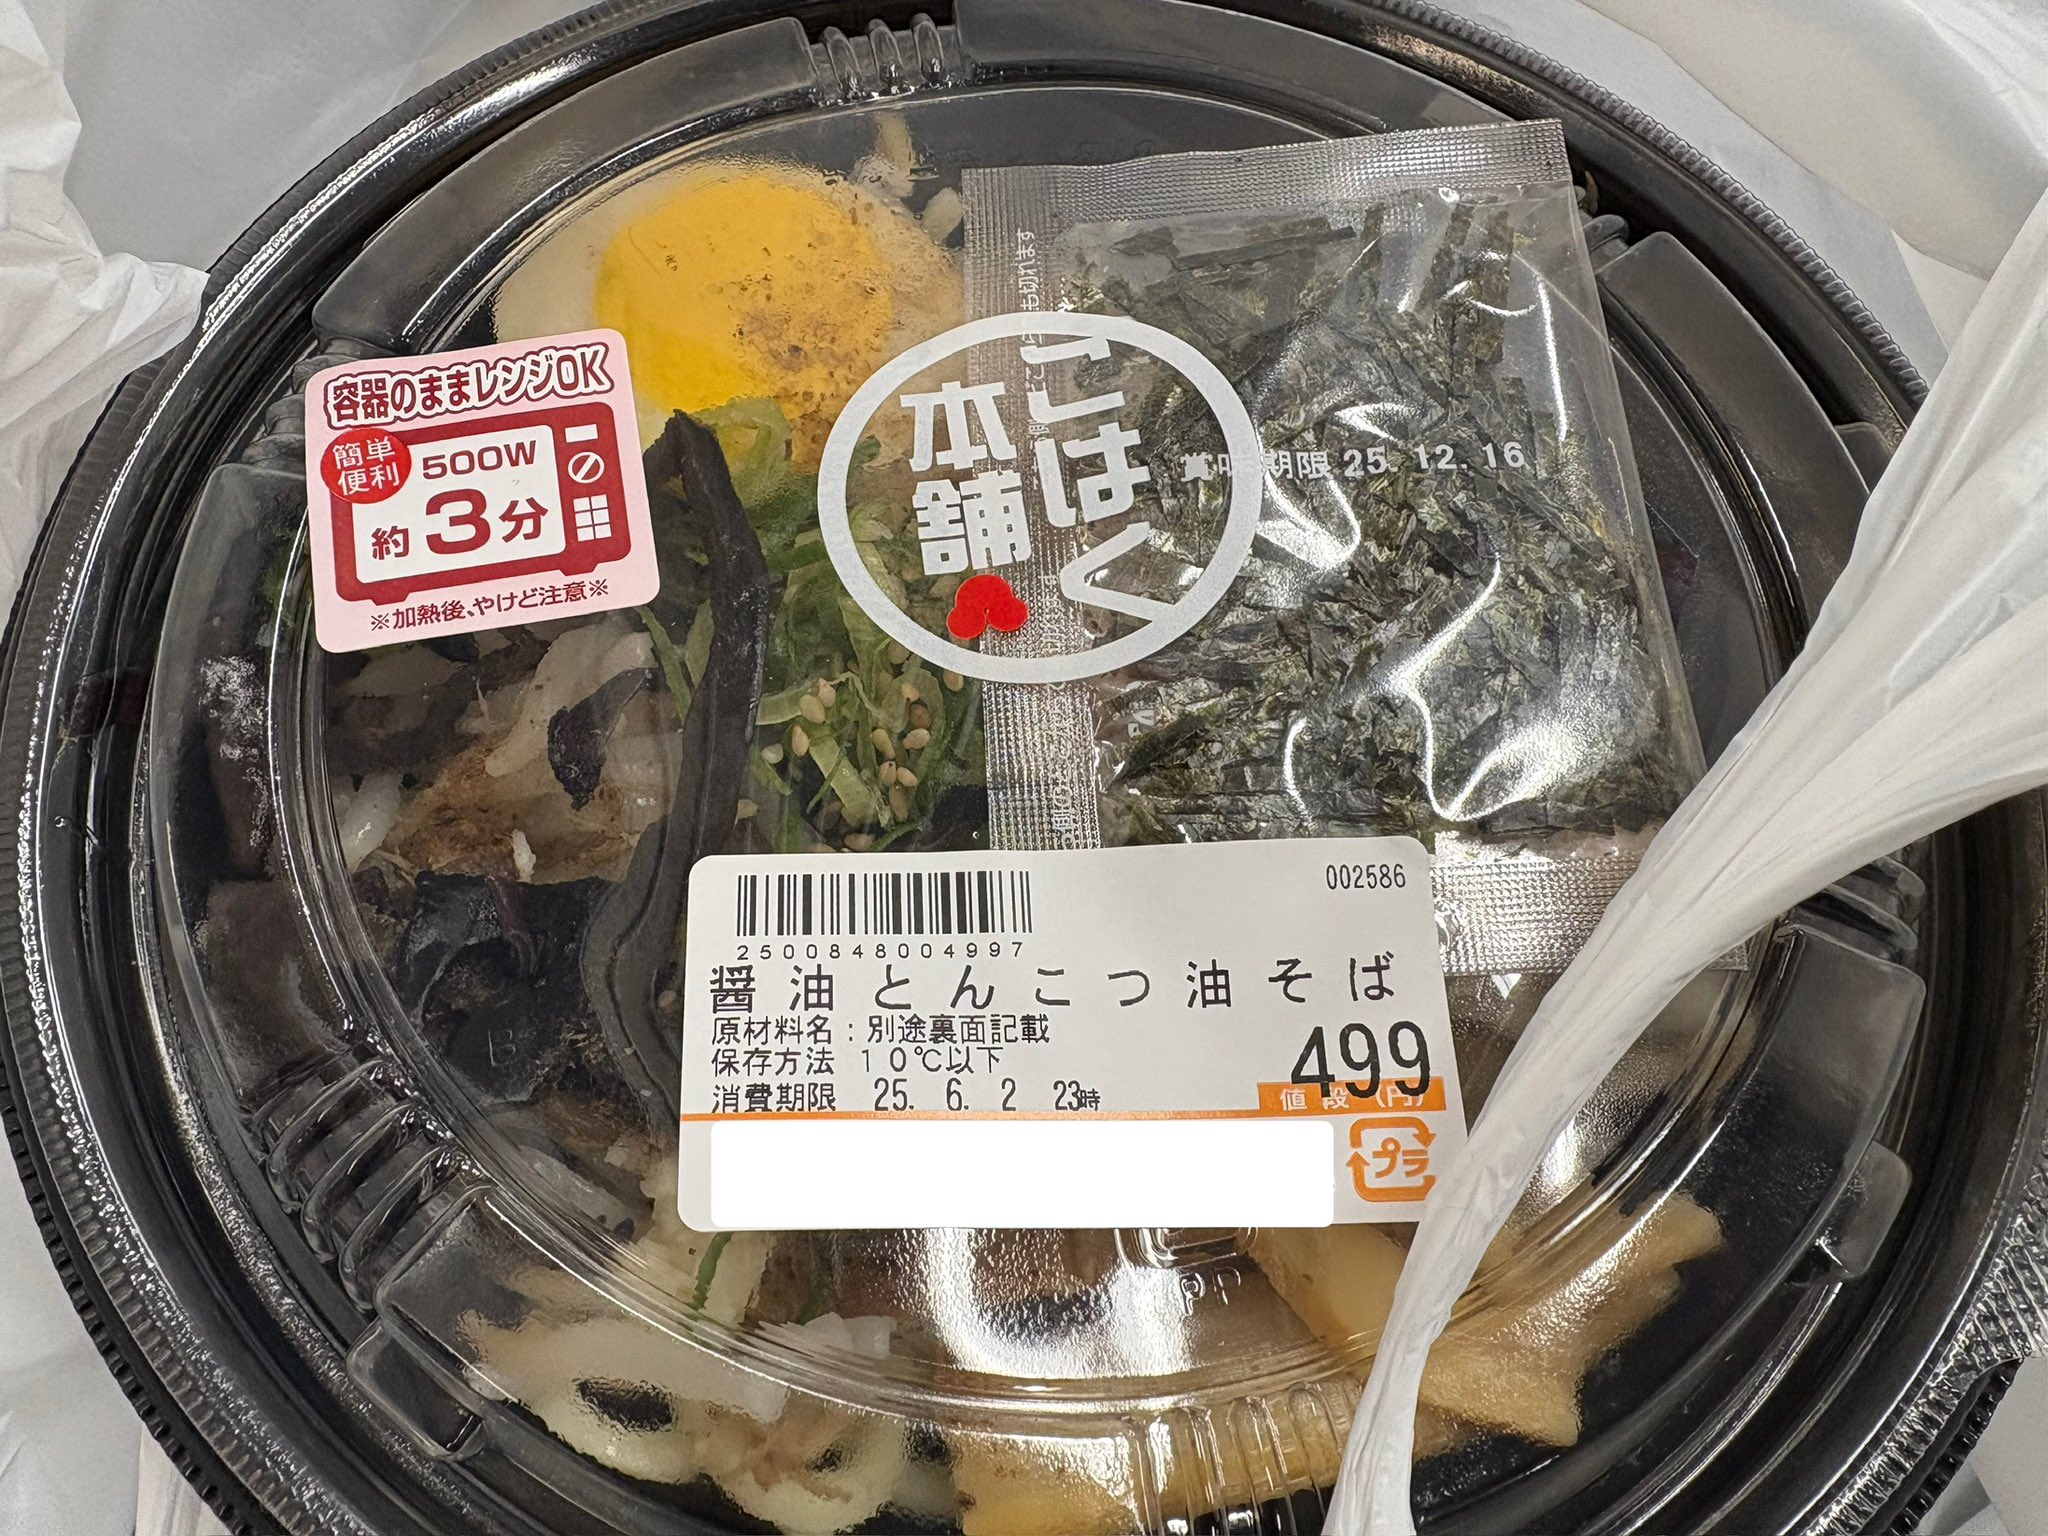 容器のままレンジOK
簡単
便利
500W
約3分
※加熱後、やけど注意※
こはく
本舗
賞味期限 25.12.16
002586
2500848004997
醤油とんこつ油そば
原材料名：別途裏面記載
499
保存方法 10℃以下
消費期限 25. 6. 2 23時
値段(円)
プラ
PP